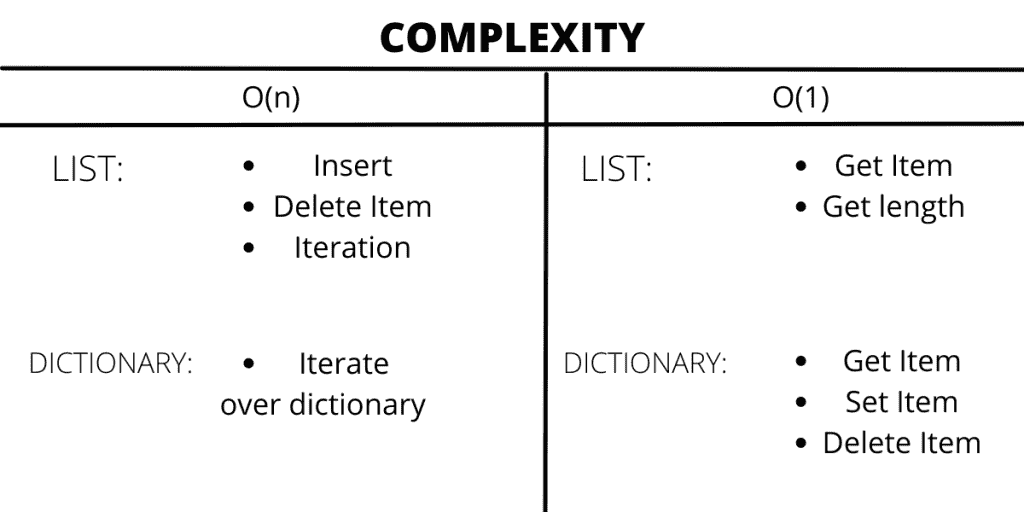 COMPLEXITY
O(n)
O(1)
LIST:
• Insert
• Delete Item
• Iteration
LIST:
• Get Item
• Get length
DICTIONARY:
• Iterate
over dictionary
DICTIONARY:
• Get Item
• Set Item
• Delete Item